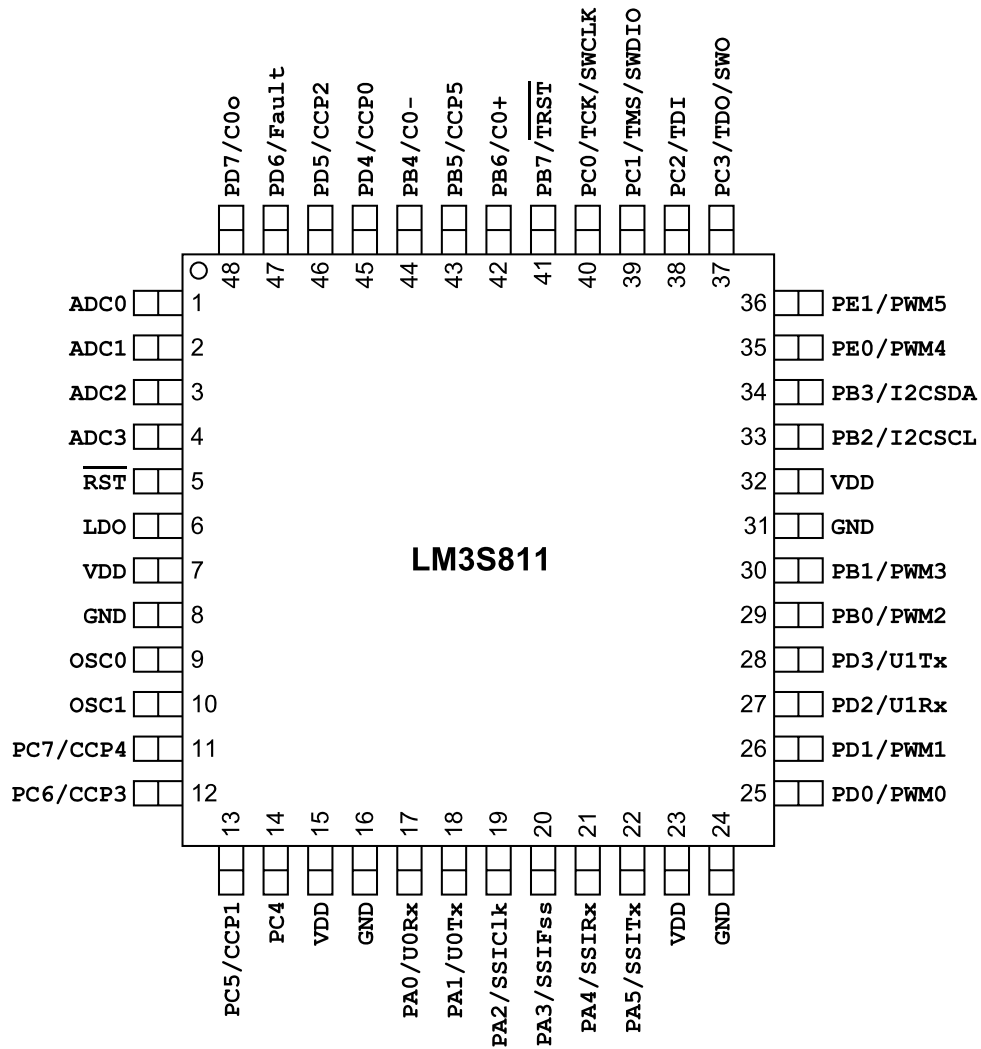 PD7/C0o
PD6/Fault
PD5/CCP2
PD4/CCP0
PB4/C0-
PB5/CCP5
PB6/C0+
PB7/TRST
PC0/TCK/SWCLK
PC1/TMS/SWDIO
PC2/TDI
PC3/TDO/SWO
48
47
46
45
44
43
42
41
40
39
38
37
ADC0 1
ADC1 2
ADC2 3
ADC3 4
RST 5
LDO 6
VDD 7
GND 8
OSC0 9
OSC1 10
PC7/CCP4 11
PC6/CCP3 12
LM3S811
36 PE1/PWM5
35 PE0/PWM4
34 PB3/I2CSDA
33 PB2/I2CSCL
32 VDD
31 GND
30 PB1/PWM3
29 PB0/PWM2
28 PD3/U1Tx
27 PD2/U1Rx
26 PD1/PWM1
25 PD0/PWM0
13
14
15
16
17
18
19
20
21
22
23
24
PC5/CCP1
PC4
VDD
GND
PA0/U0Rx
PA1/U0Tx
PA2/SSIClk
PA3/SSIFss
PA4/SSIRx
PA5/SSITx
VDD
GND